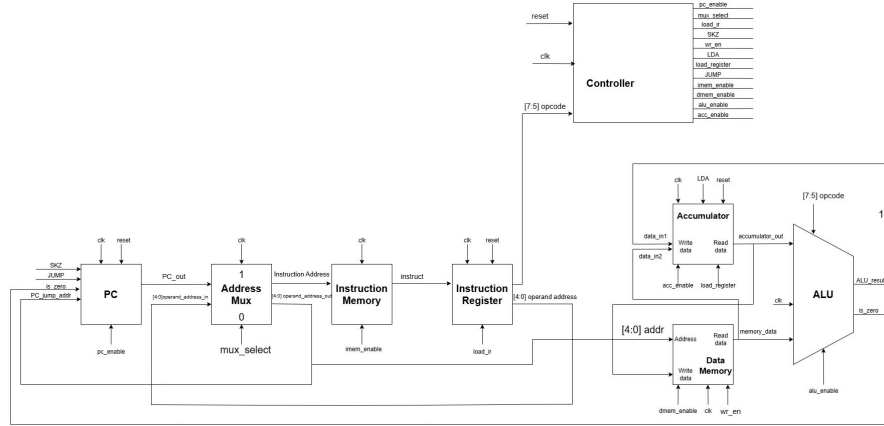 pc_enable
mux_select
load_ir
SKZ
wr_en
LDA
load_register
JUMP
imem_enable
dmem_enable
alu_enable
acc_enable
reset
clk
Controller
[7:5] opcode
clk
LDA
reset
[7:5] opcode
1
Accumulator
data_in1
data_in2
Write
data
Read
data
accumulator_out
acc_enable
load_register
clk
reset
clk
clk
clk
reset
SKZ
JUMP
is_zero
PC_jump_addr
PC
PC_out
[4:0]operand_address_in
1
Address
Mux
0
Instruction Address
[4:0] operand_address_out
Instruction
Memory
instruct
Instruction
Register
[4:0] operand address
pc_enable
mux_select
imem_enable
load_ir
ALU
ALU_resul
clk
is_zero
[4:0] addr
Address
Read
data
memory_data
Data
Memory
Write
data
dmem_enable
clk
wr_en
alu_enable